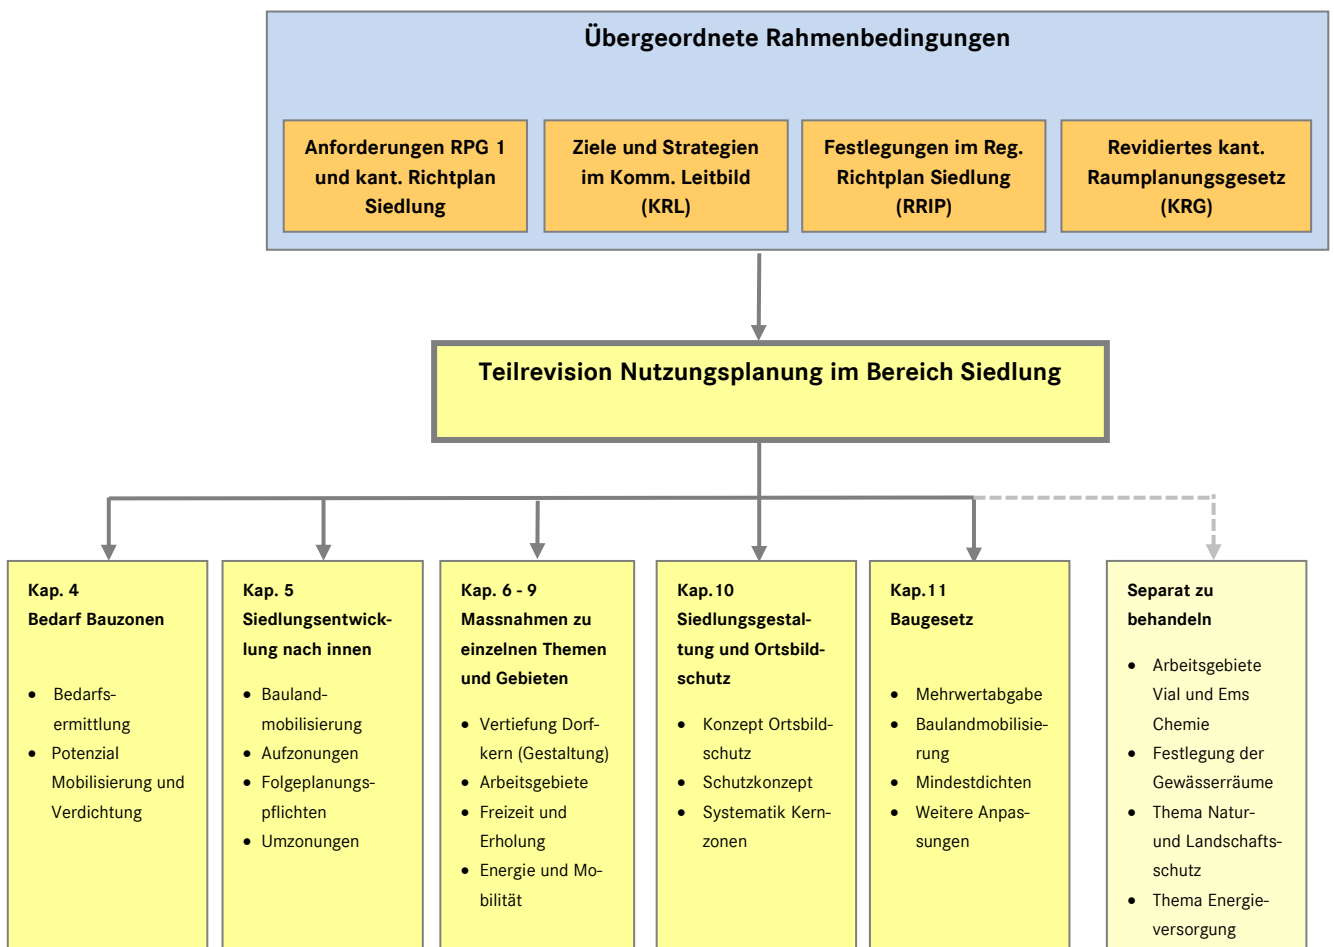 Übergeordnete Rahmenbedingungen
Anforderungen RPG 1
und kant. Richtplan
Siedlung
Ziele und Strategien
im Komm. Leitbild
(KRL)
Festlegungen im Reg.
Richtplan Siedlung
(RRIP)
Revidiertes kant.
Raumplanungsgesetz
(KRG)
Teilrevision Nutzungsplanung im Bereich Siedlung
Kap. 4
Bedarf Bauzonen
• Bedarfs-
ermittlung
• Potenzial
Mobilisierung und
Verdichtung
Kap. 5
Siedlungsentwick-
lung nach innen
• Bauland-
mobilisierung
• Aufzonungen
• Folgeplanungs-
pflichten
• Umzonungen
Kap. 6 - 9
Massnahmen zu
einzelnen Themen
und Gebieten
• Vertiefung Dorf-
kern (Gestaltung)
• Arbeitsgebiete
• Freizeit und
Erholung
• Energie und Mo-
bilität
Kap.10
Siedlungsgestal-
tung und Ortsbild-
schutz
• Konzept Ortsbild-
schutz
• Schutzkonzept
• Systematik Kern-
zonen
Kap.11
Baugesetz
• Mehrwertabgabe
• Baulandmobilisie-
rung
• Mindestdichten
• Weitere Anpas-
sungen
Separat zu
behandeln
• Arbeitsgebiete
Vial und Ems
Chemie
• Festlegung der
Gewässerräume
• Thema Natur-
und Landschafts-
schutz
• Thema Energie-
versorgung